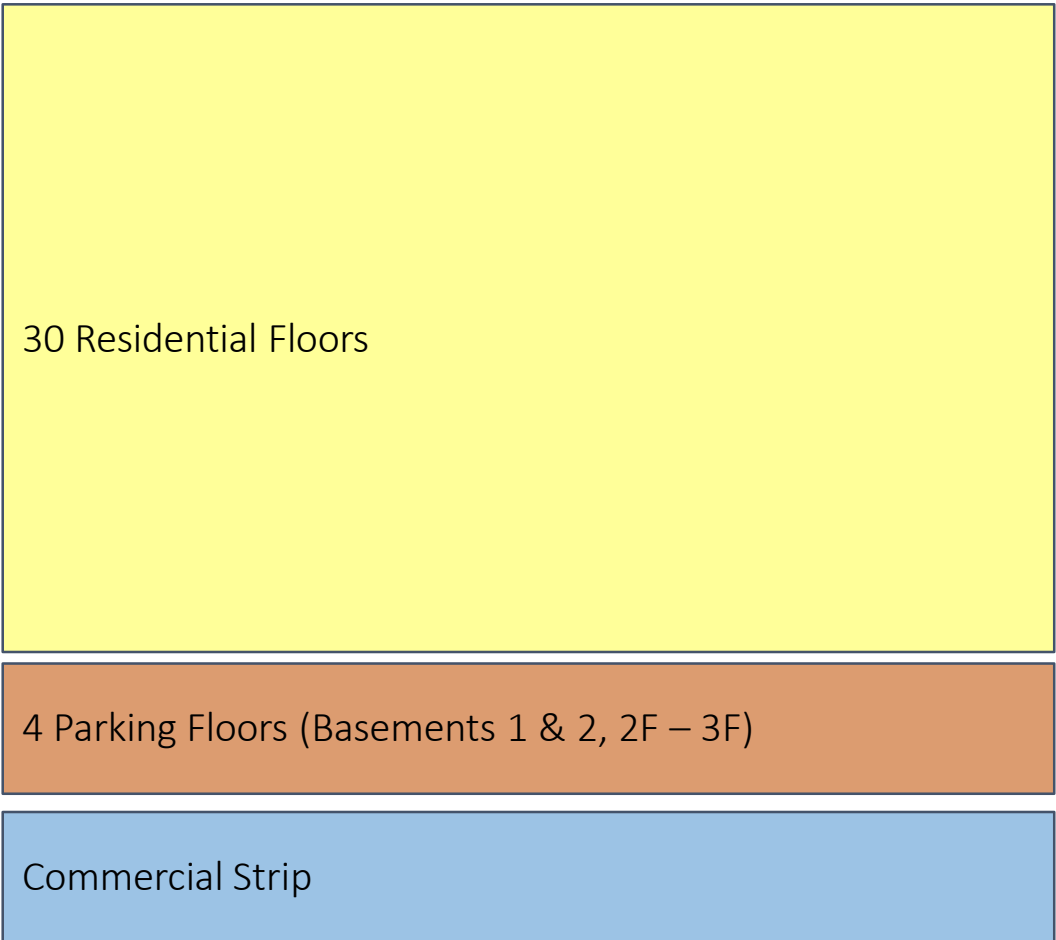 30 Residential Floors
4 Parking Floors (Basements 1 & 2, 2F – 3F)
Commercial Strip